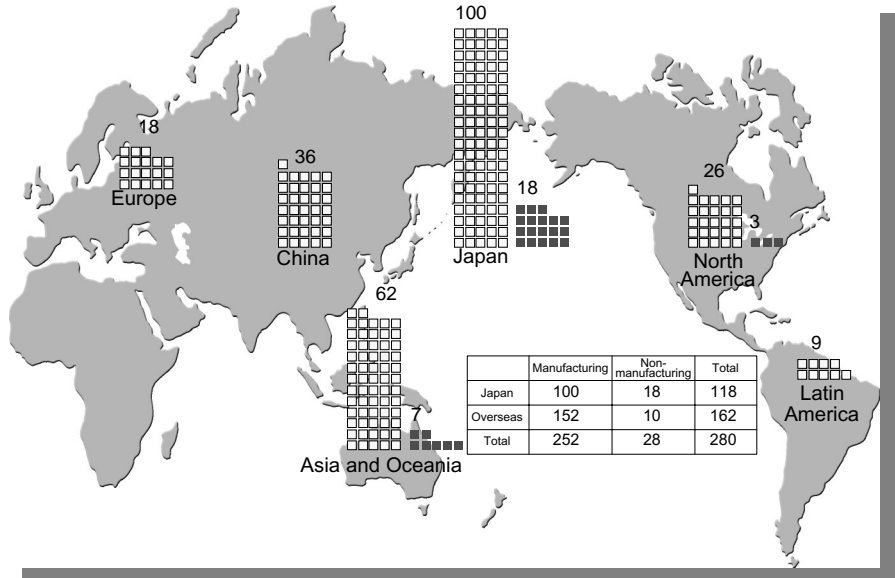 100
18
Europe
36
China
18
Japan
26
3
North
America
62
7
Asia and Oceania
9
Latin
America
Manufacturing Non-manufacturing Total
Japan 100 18 118
Overseas 152 10 162
Total 252 28 280